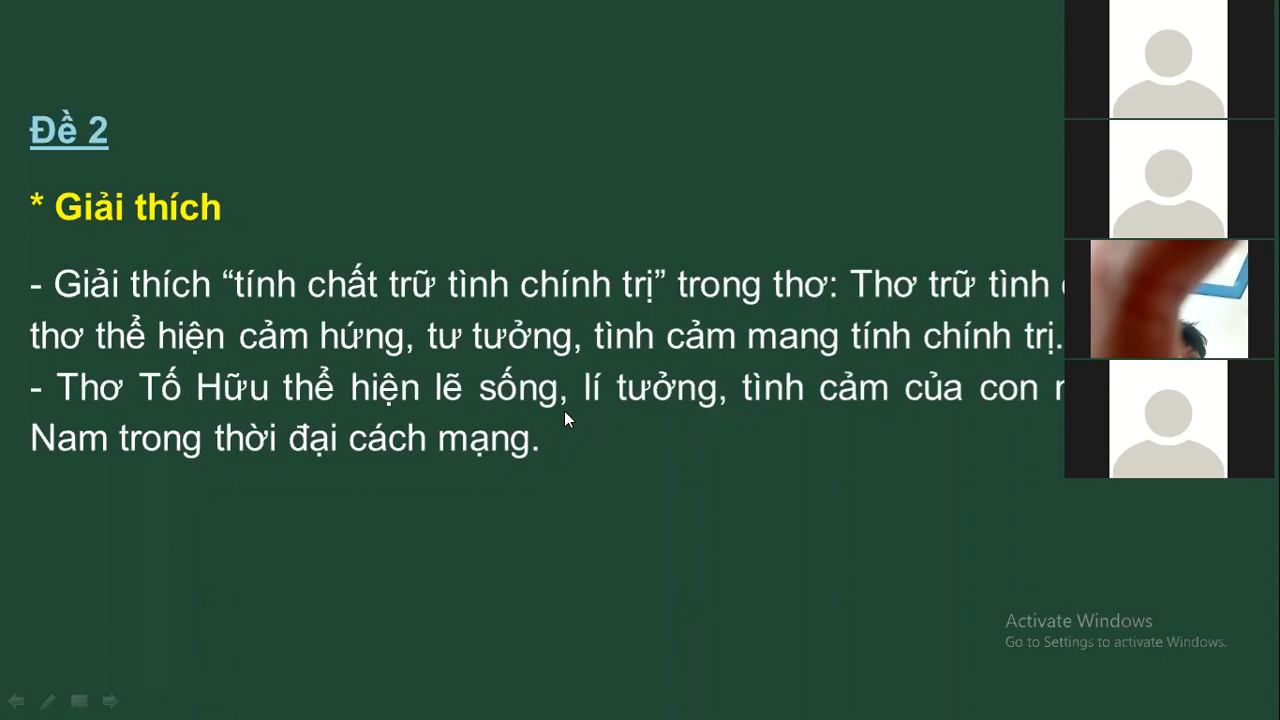 Đề 2
* Giải thích
- Giải thích “tính chất trữ tình chính trị” trong thơ: Thơ trữ tình
thơ thể hiện cảm hứng, tư tưởng, tình cảm mang tính chính trị.
- Thơ Tố Hữu thể hiện lẽ sống, lí tưởng, tình cảm của con
Nam trong thời đại cách mạng.
Activate Windows
Go to Settings to activate Windows.